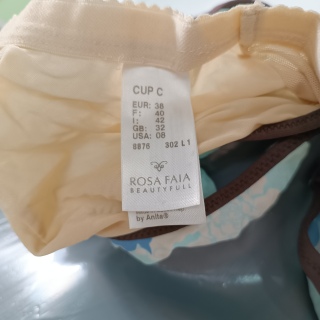 CUP C
EUR: 38
F: 40
I: 42
GB: 32
USA: 08
8876 302 L1
ROSA FAIA
BEAUTYFULL
by Anita®